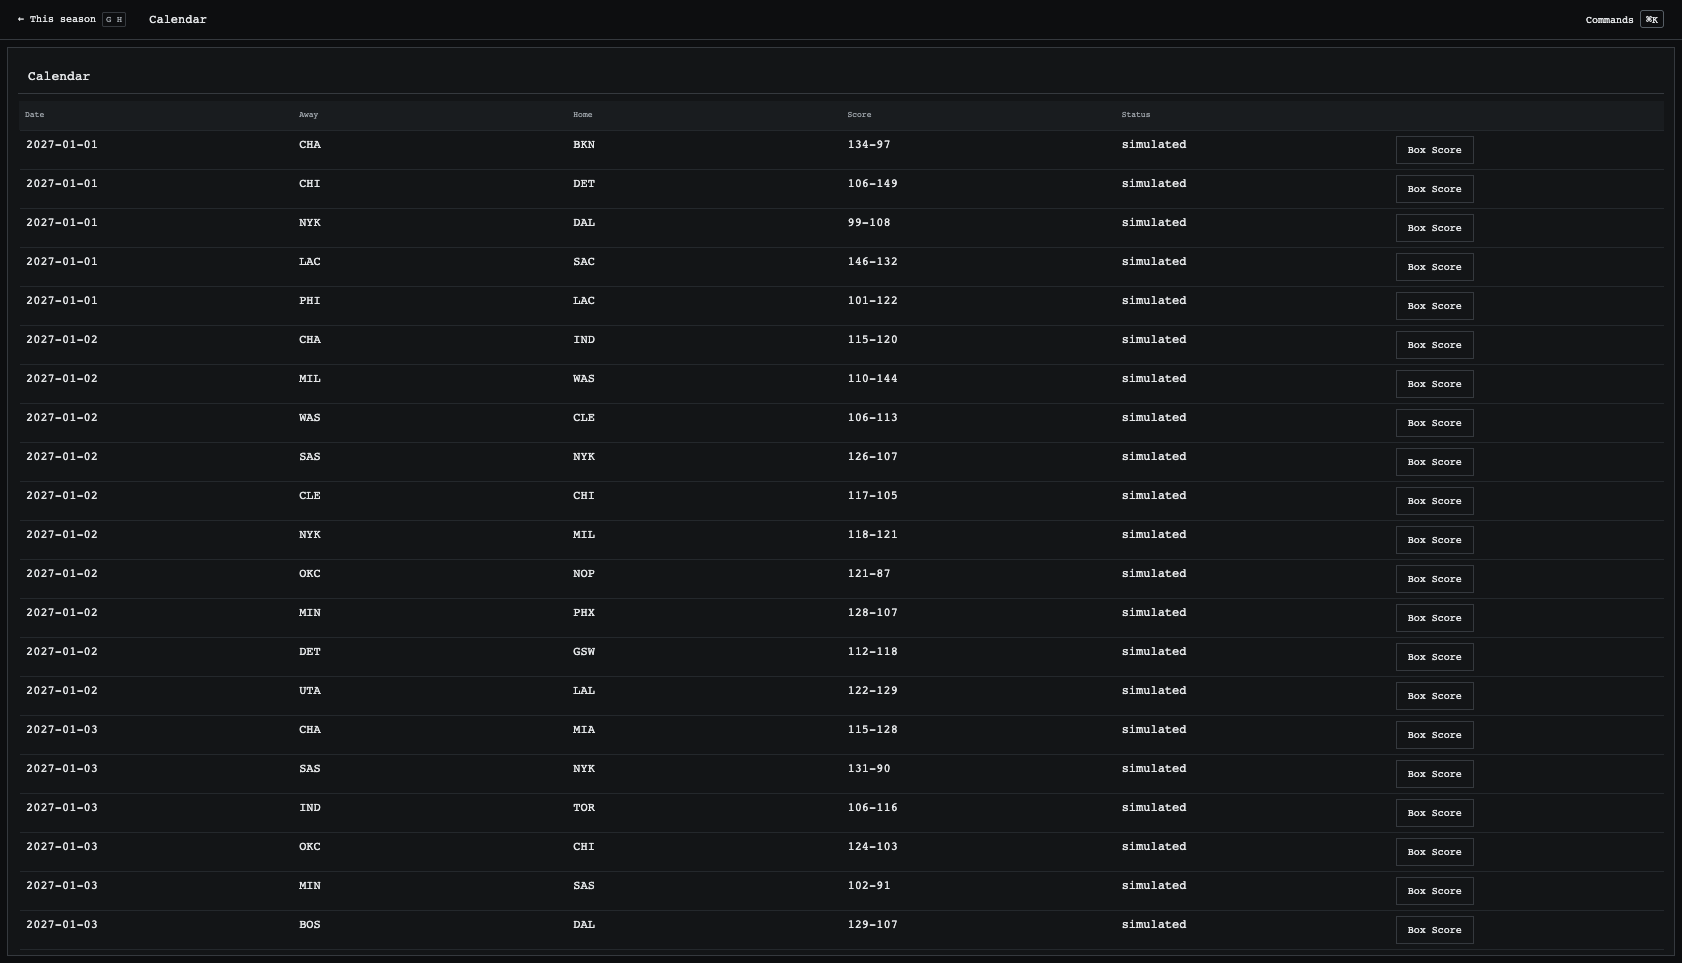 ← This season G H Calendar Commands ⌘K
Calendar
Date Away Home Score Status
2027-01-01 CHA BKN 134-97 simulated Box Score
2027-01-01 CHI DET 106-149 simulated Box Score
2027-01-01 NYK DAL 99-108 simulated Box Score
2027-01-01 LAC SAC 146-132 simulated Box Score
2027-01-01 PHI LAC 101-122 simulated Box Score
2027-01-02 CHA IND 115-120 simulated Box Score
2027-01-02 MIL WAS 110-144 simulated Box Score
2027-01-02 WAS CLE 106-113 simulated Box Score
2027-01-02 SAS NYK 126-107 simulated Box Score
2027-01-02 CLE CHI 117-105 simulated Box Score
2027-01-02 NYK MIL 118-121 simulated Box Score
2027-01-02 OKC NOP 121-87 simulated Box Score
2027-01-02 MIN PHX 128-107 simulated Box Score
2027-01-02 DET GSW 112-118 simulated Box Score
2027-01-02 UTA LAL 122-129 simulated Box Score
2027-01-03 CHA MIA 115-128 simulated Box Score
2027-01-03 SAS NYK 131-90 simulated Box Score
2027-01-03 IND TOR 106-116 simulated Box Score
2027-01-03 OKC CHI 124-103 simulated Box Score
2027-01-03 MIN SAS 102-91 simulated Box Score
2027-01-03 BOS DAL 129-107 simulated Box Score